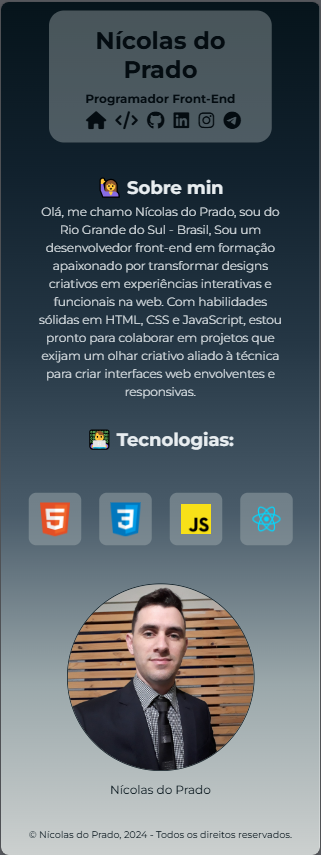 Nícolas do
Prado
Programador Front-End
Sobre min
Olá, me chamo Nícolas do Prado, sou do
Rio Grande do Sul - Brasil, Sou um
desenvolvedor front-end em formação
apaixonado por transformar designs
criativos em experiências interativas e
funcionais na web. Com habilidades
sólidas em HTML, CSS e JavaScript, estou
pronto para colaborar em projetos que
exijam um olhar criativo aliado à técnica
para criar interfaces web envolventes e
responsivas.
Tecnologias:
5 3 JS
Nícolas do Prado
© Nícolas do Prado, 2024 - Todos os direitos reservados.